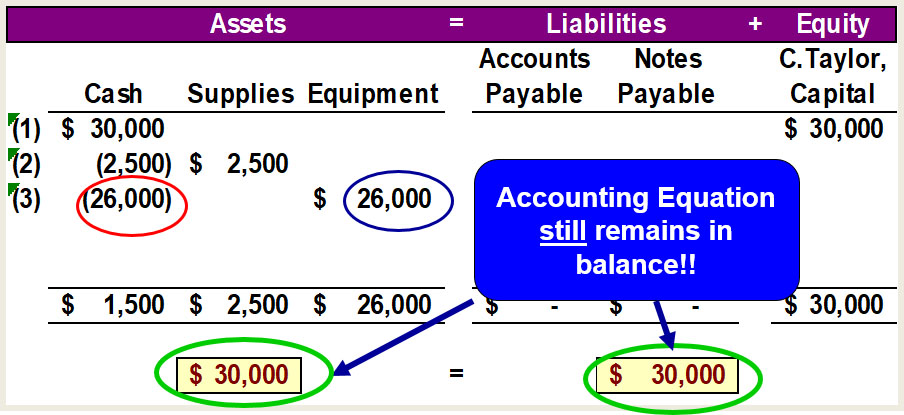 Assets = Liabilities + Equity
Accounts Notes C.Taylor,
Cash Supplies Equipment Payable Payable Capital
(1) $ 30,000 $ 30,000
(2) (2,500) $ 2,500
(3) (26,000) $ 26,000
Accounting Equation
still remains in
balance!!
$ 1,500 $ 2,500 $ 26,000 $ - $ - $ 30,000
$ 30,000 = $ 30,000